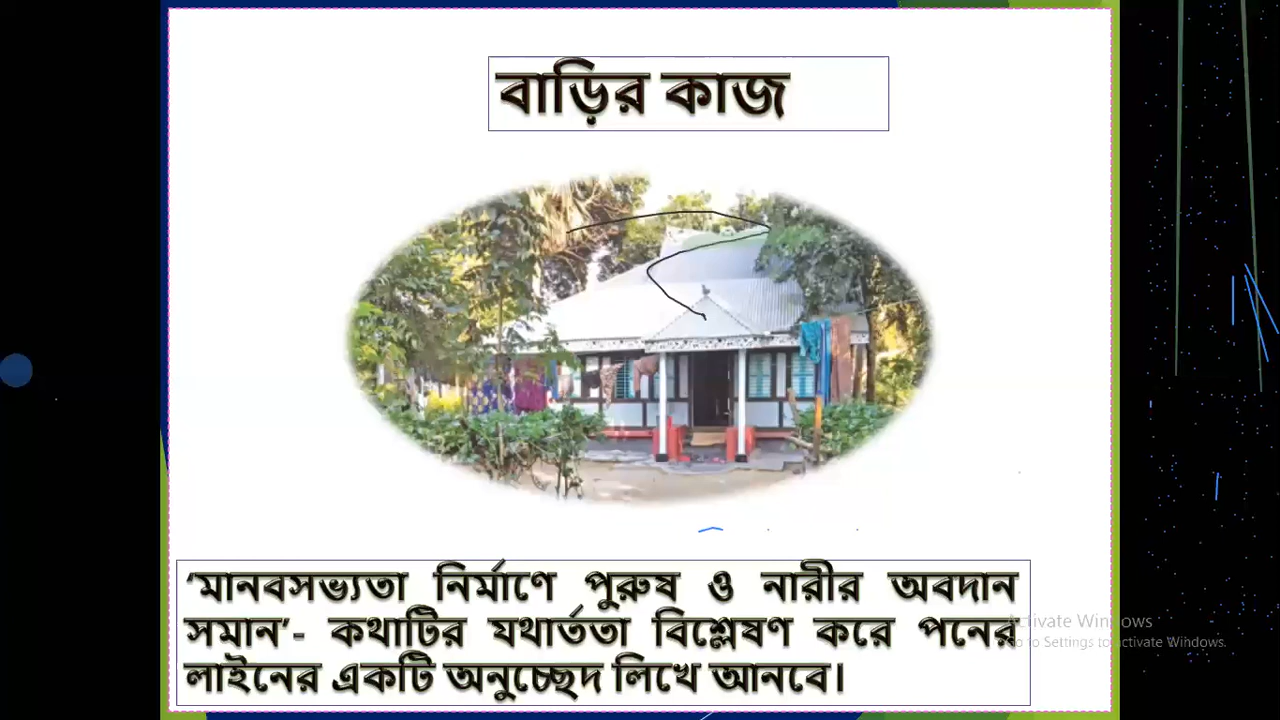 বাড়ির কাজ
‘মানবসভ্যতা নির্মাণে পুরুষ ও নারীর অবদান
সমান’- কথাটির যথার্ততা বিশ্লেষণ করে পনের
লাইনের একটি অনুচ্ছেদ লিখে আনবে।
Activate Windows
Go to Settings to activate Windows.